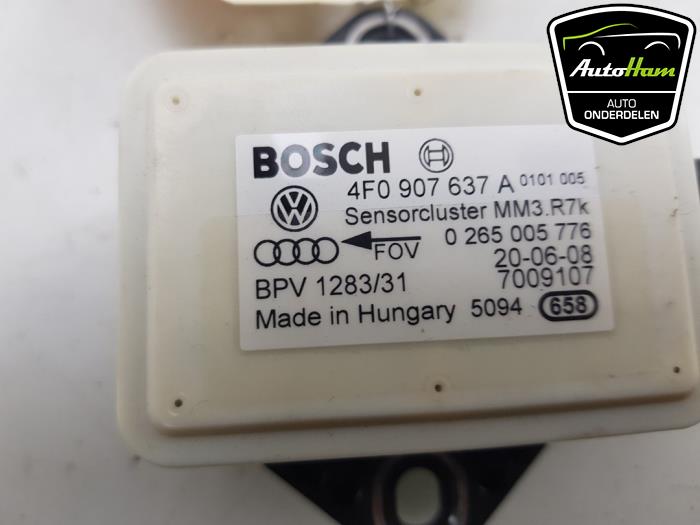 AutoHam
AUTO
ONDERDELEN
BOSCH
4F0 907 637 A 0101 005
Sensorcluster MM3.R7k
FOV 0 265 005 776
20-06-08
BPV 1283/31 7009107
Made in Hungary 5094 658